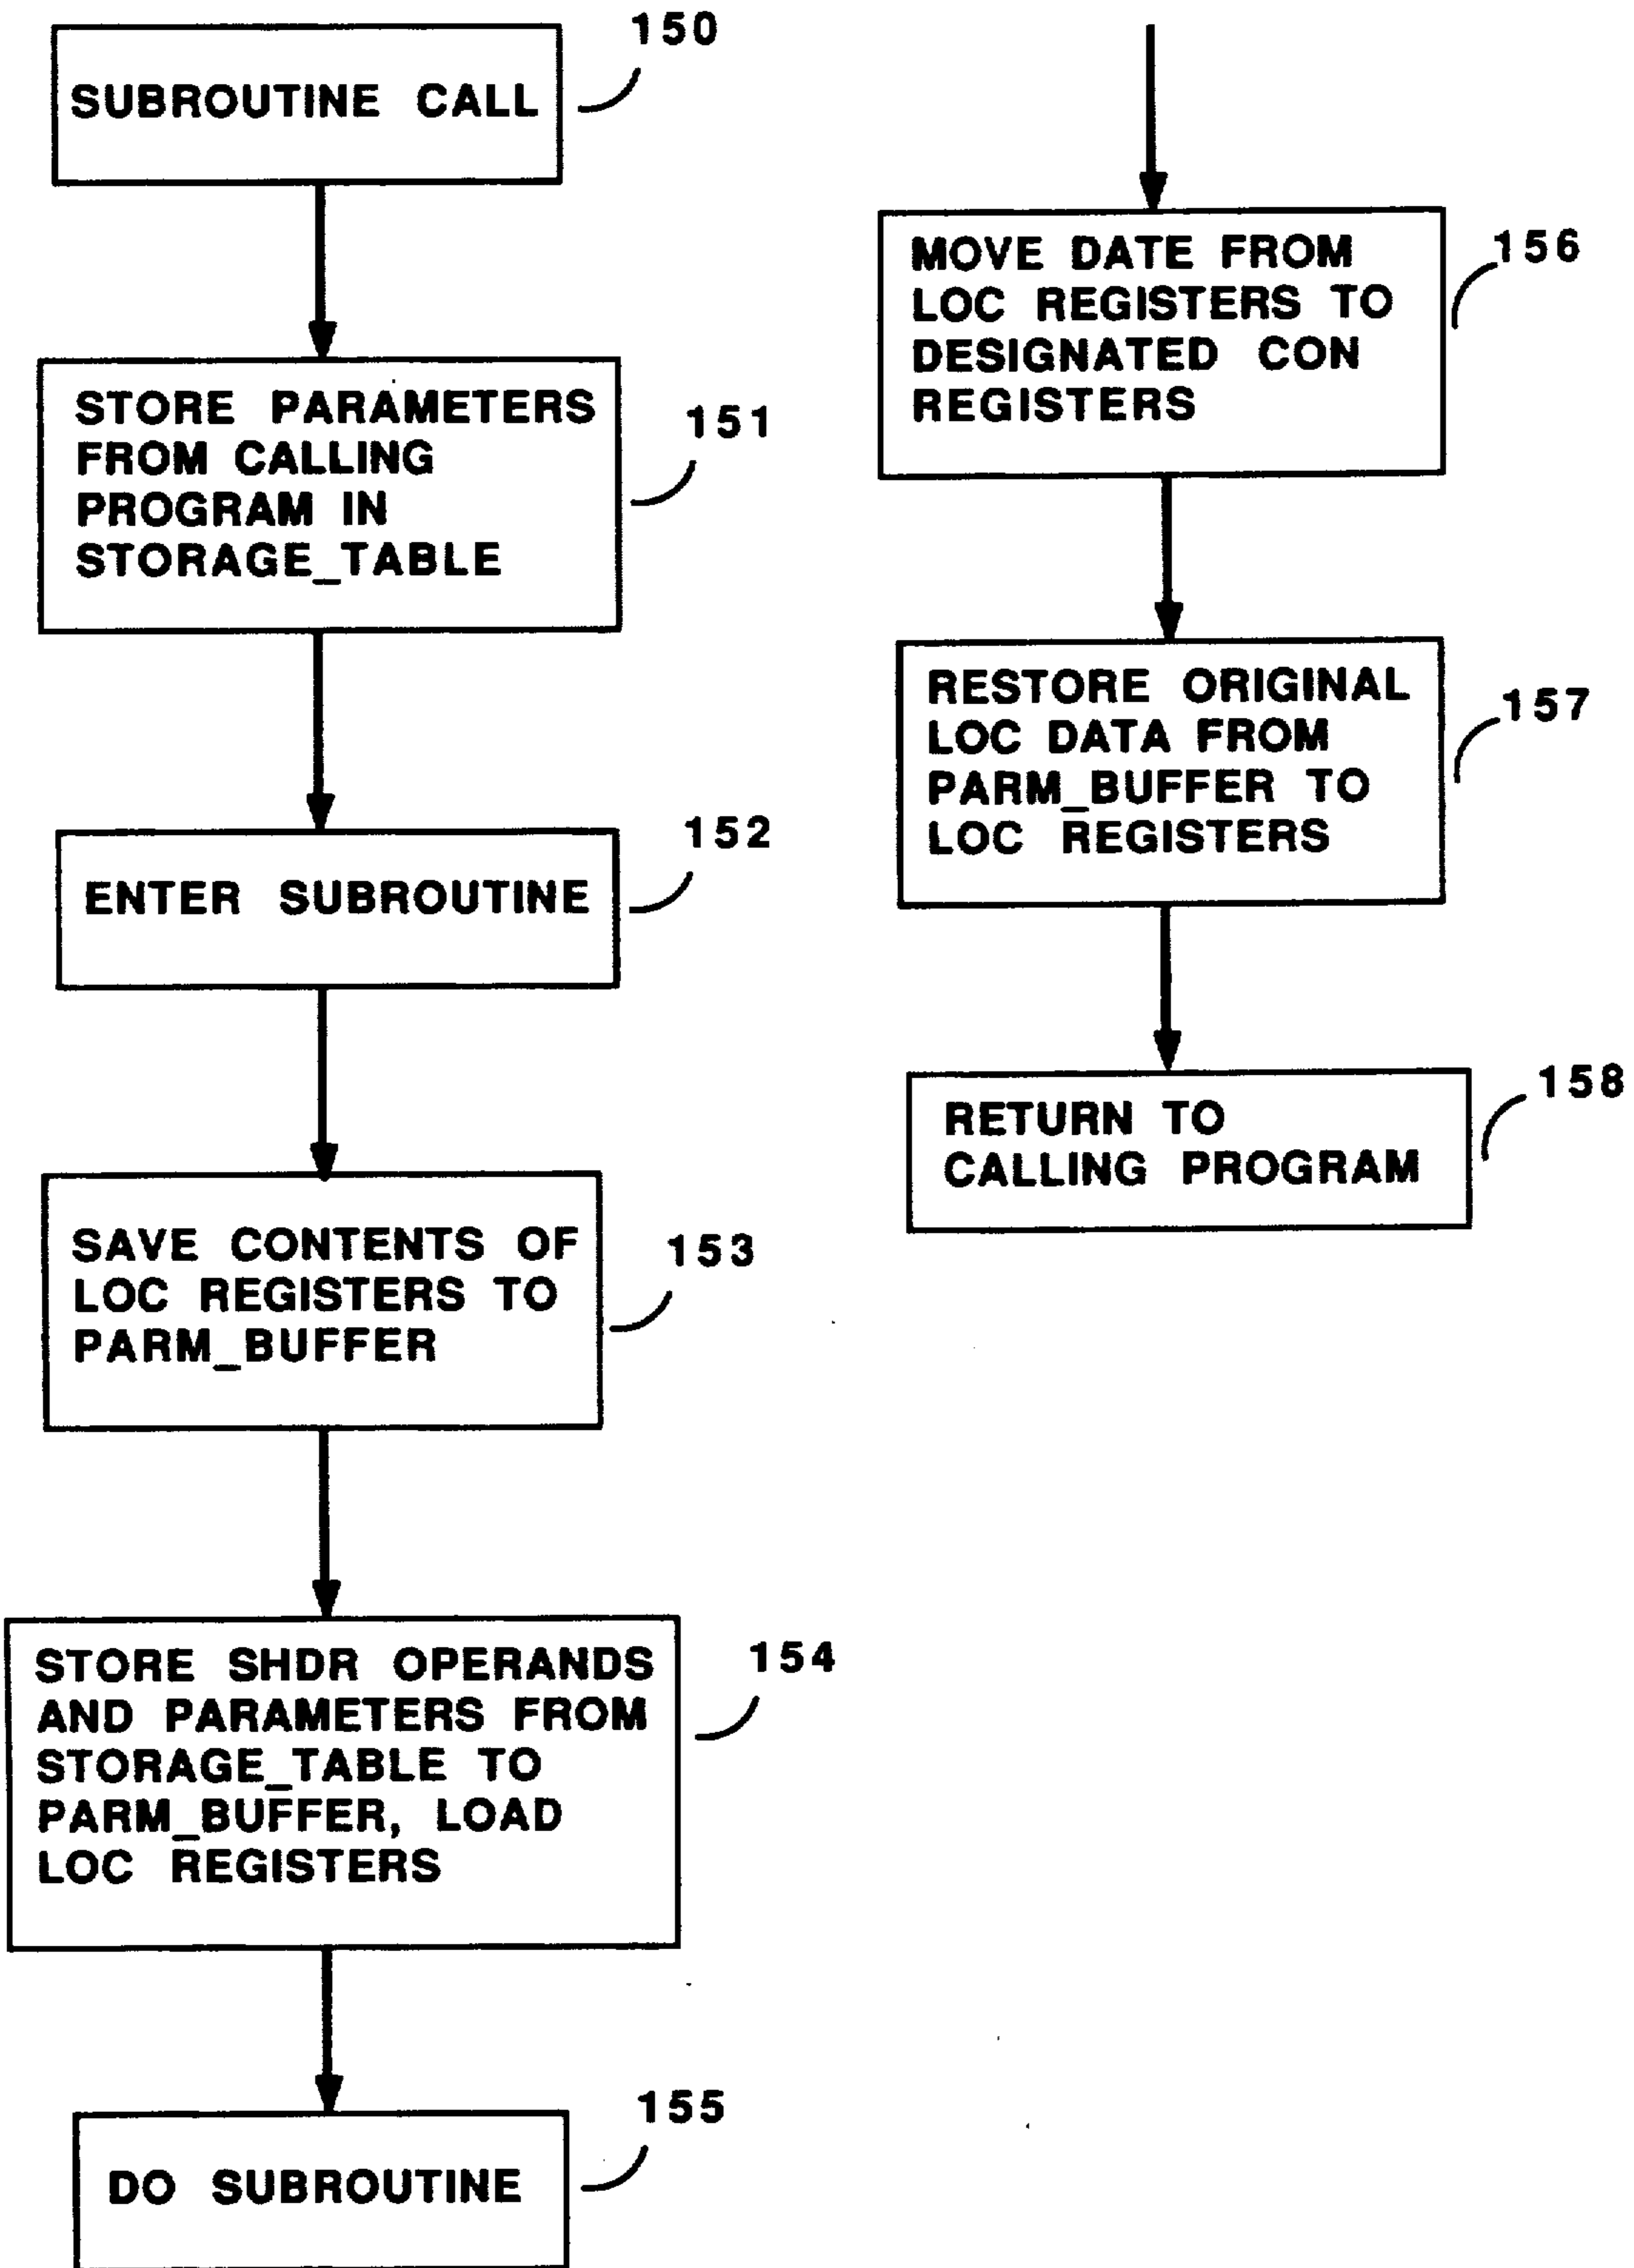 150
SUBROUTINE CALL
STORE PARAMETERS
FROM CALLING
PROGRAM IN
STORAGE_TABLE
151
152
ENTER SUBROUTINE
SAVE CONTENTS OF
LOC REGISTERS TO
PARM_BUFFER
153
STORE SHDR OPERANDS
AND PARAMETERS FROM
STORAGE_TABLE TO
PARM_BUFFER, LOAD
LOC REGISTERS
154
155
DO SUBROUTINE
MOVE DATE FROM
LOC REGISTERS TO
DESIGNATED CON
REGISTERS
156
RESTORE ORIGINAL
LOC DATA FROM
PARM_BUFFER TO
LOC REGISTERS
157
RETURN TO
CALLING PROGRAM
158